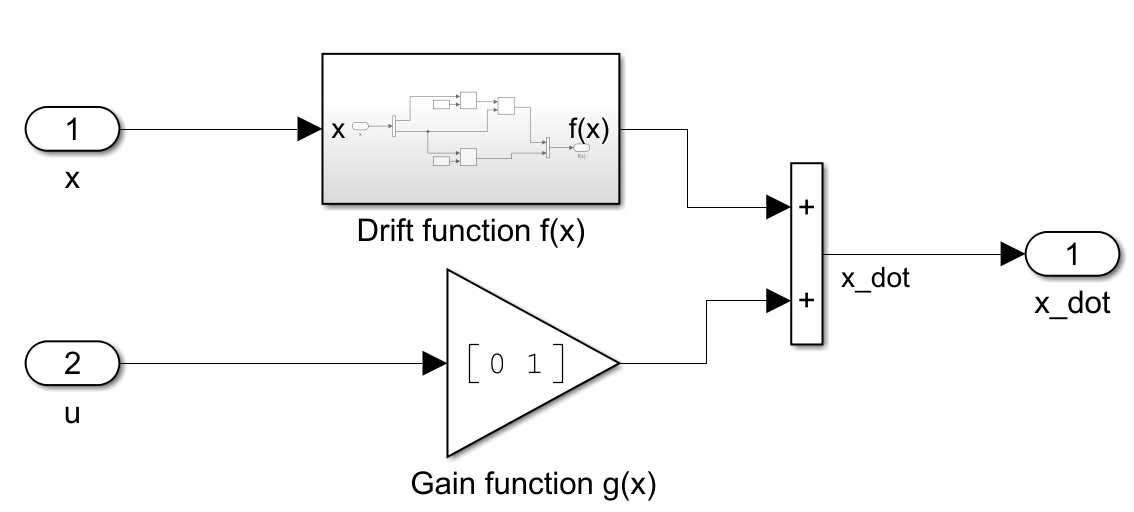 1
x
x
f(x)
Drift function f(x)
+
+
x_dot
1
x_dot
2
u
[ 0 1 ]
Gain function g(x)